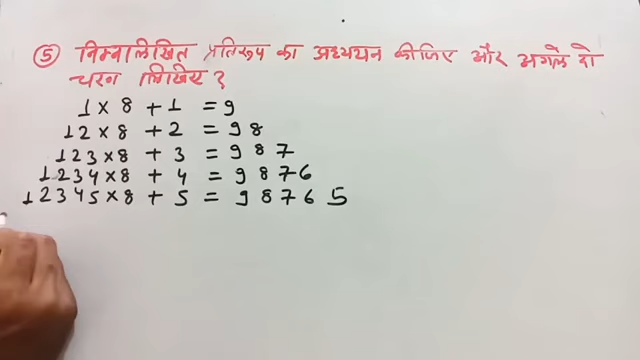 ⑤ निम्नलिखित प्रतिरूप का अध्ययन कीजिए और अगले दो
चरण लिखिए ?
1 × 8 + 1 = 9
12 × 8 + 2 = 98
123 × 8 + 3 = 987
1234 × 8 + 4 = 9876
12345 × 8 + 5 = 98765